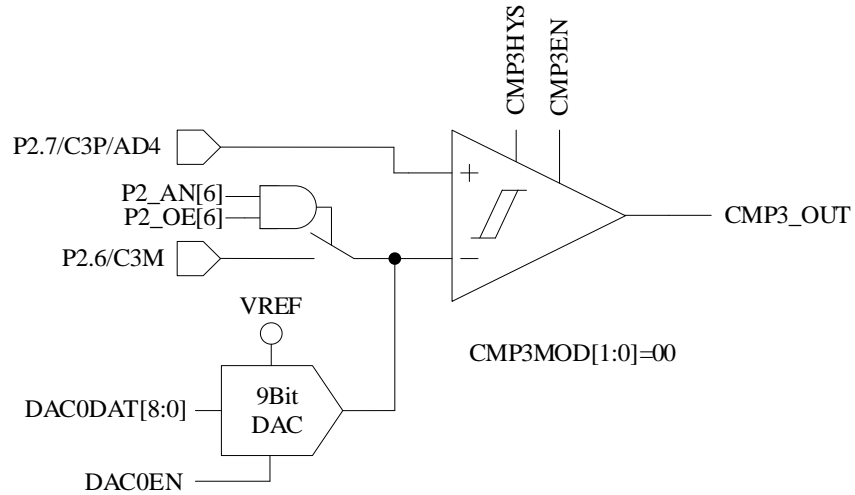 CMP3HYS
CMP3EN
P2.7/C3P/AD4
+
P2_AN[6]
P2_OE[6]
CMP3_OUT
P2.6/C3M
−
VREF
CMP3MOD[1:0]=00
DAC0DAT[8:0]
9Bit
DAC
DAC0EN